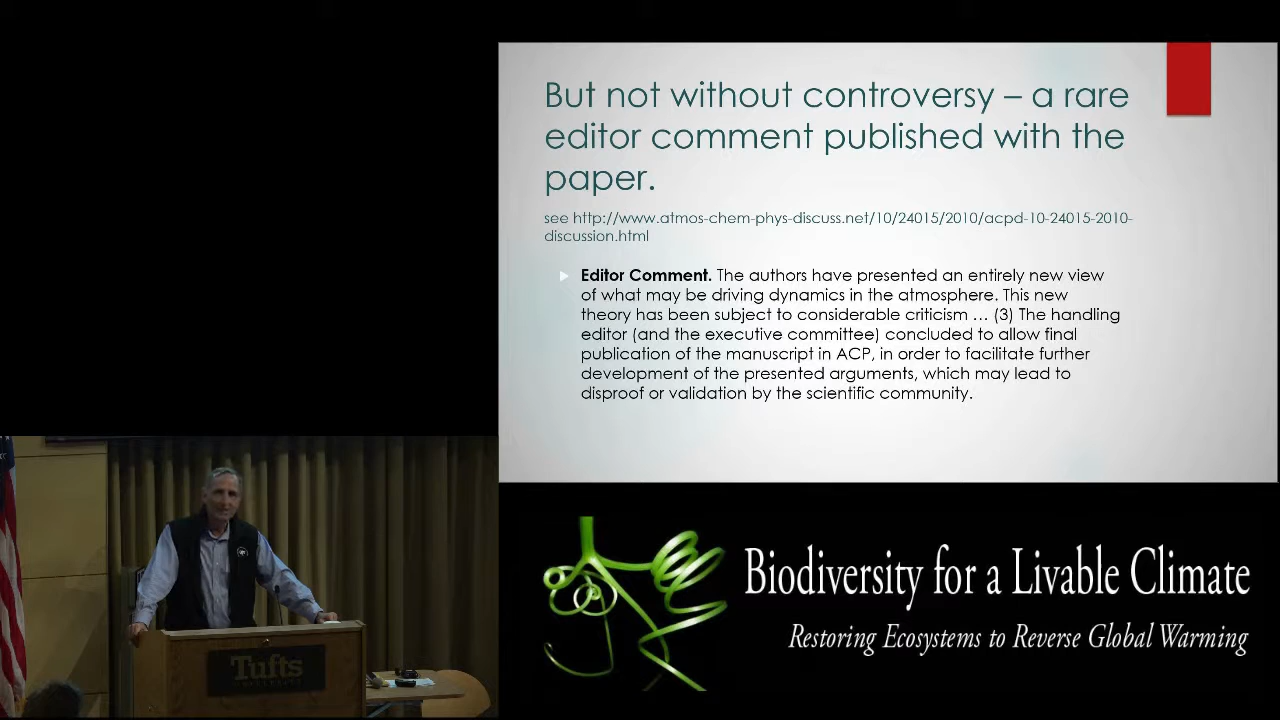 But not without controversy – a rare
editor comment published with the
paper.
see http://www.atmos-chem-phys-discuss.net/10/24015/2010/acpd-10-24015-2010-
discussion.html
Editor Comment. The authors have presented an entirely new view
of what may be driving dynamics in the atmosphere. This new
theory has been subject to considerable criticism … (3) The handling
editor (and the executive committee) concluded to allow final
publication of the manuscript in ACP, in order to facilitate further
development of the presented arguments, which may lead to
disproof or validation by the scientific community.
Tufts
UNIVERSITY
Biodiversity for a Livable Climate
Restoring Ecosystems to Reverse Global Warming